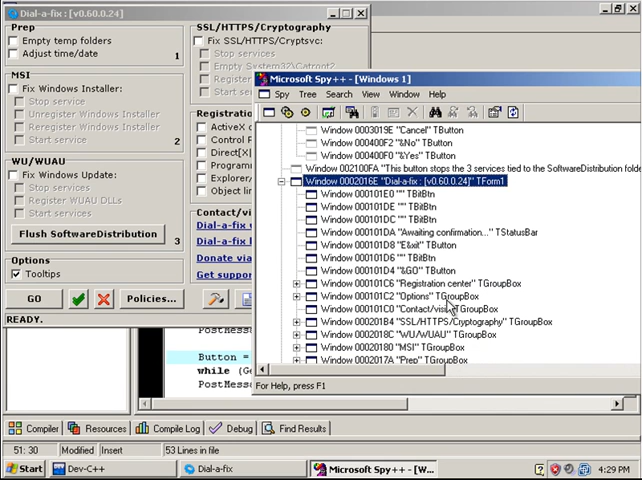 Dial-a-fix : [v0.60.0.24]
Prep
Empty temp folders
Adjust time/date
1
MSI
Fix Windows Installer:
Stop service
Unregister Windows Installer
Reregister Windows Installer
Start service
2
WU/WUAU
Fix Windows Update:
Stop services
Register WUAU DLLs
Start services
Flush SoftwareDistribution
3
Options
Tooltips
GO
Policies...
READY.
SSL/HTTPS/Cryptography
Fix SSL/HTTPS/Cryptsvc:
Stop services
Empty System32\Catroot2
Register
Start serv
Registration
ActiveX c
Control P
Direct[X]
Programm
Explorer/
Object lin
Contact/vi
Dial-a-fix
Dial-a-fix
Donate via
Get suppor
Microsoft Spy++ - [Windows 1]
Spy Tree Search View Window Help
Window 0003019E "Cancel" TButton
Window 000400F2 "&No" TButton
Window 000400F0 "&Yes" TButton
Window 002100FA "This button stops the 3 services tied to the SoftwareDistribution folde
Window 0002016E "Dial-a-fix : [v0.60.0.24]" TForm1
Window 000101E0 "" TBitBtn
Window 000101DE "" TBitBtn
Window 000101DC "" TBitBtn
Window 000101DA "Awaiting confirmation..." TStatusBar
Window 000101D8 "E&xit" TButton
Window 000101D6 "" TBitBtn
Window 000101D4 "&GO" TButton
Window 000101C6 "Registration center" TGroupBox
Window 000101C2 "Options" TGroupBox
Window 000101C0 "Contact/visi TGroupBox
Window 000201B4 "SSL/HTTPS/Cryptography" TGroupBox
Window 0002018C "WU/WUAU" TGroupBox
Window 00020180 "MSI" TGroupBox
Window 0002017A "Prep" TGroupBox
For Help, press F1
PostMess
Button =
while (Ge
PostMess
Compiler Resources Compile Log Debug Find Results
51: 30 Modified Insert 53 Lines in file
Start Dev-C++ Dial-a-fix Microsoft Spy++ - [W... 4:29 PM